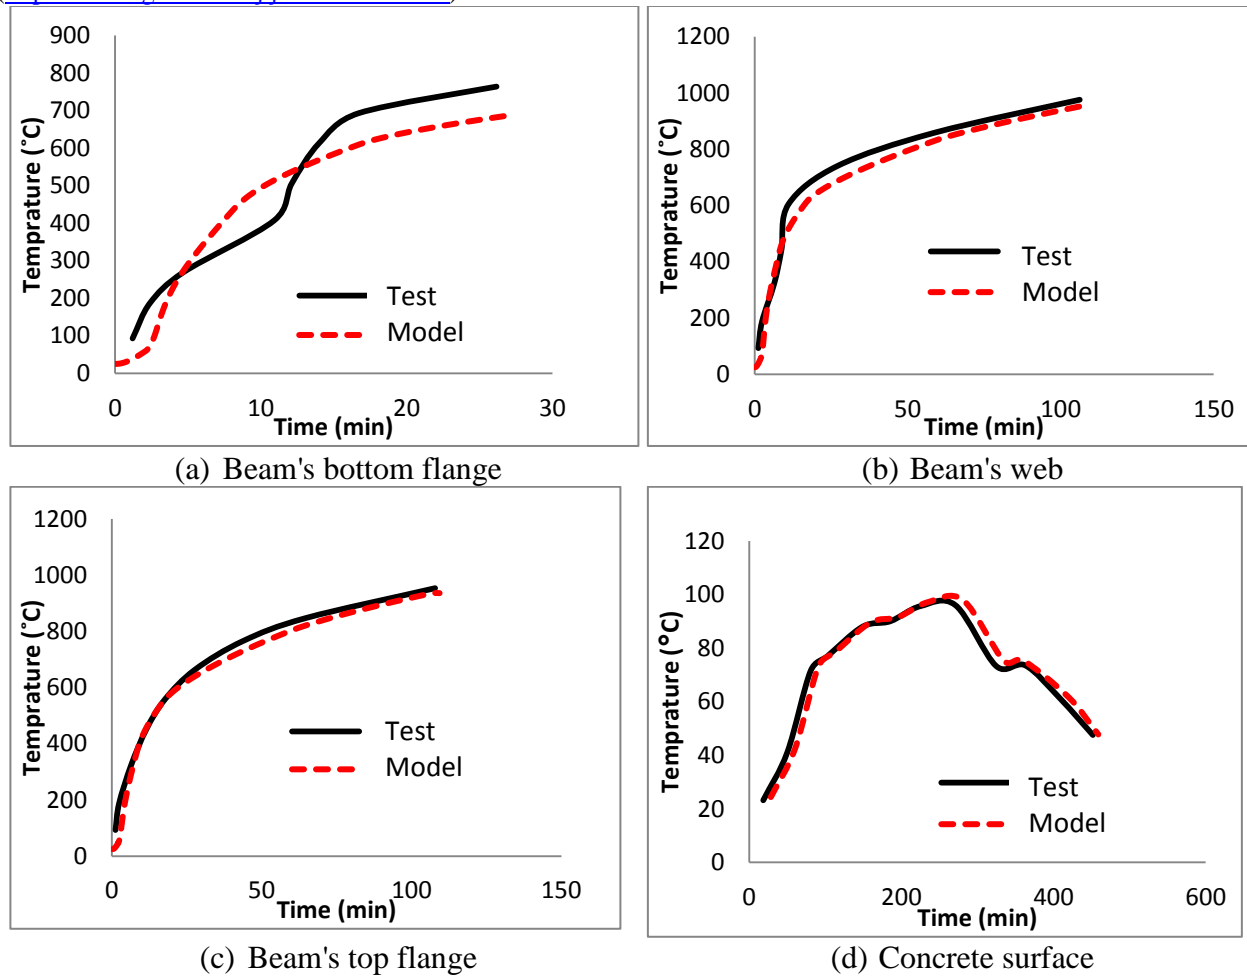 900
800
700
600
500
400
300
200
100
0
Temprature (°C)
0 10 20 30
Time (min)
Test
Model
(a) Beam's bottom flange
1200
1000
800
600
400
200
0
Temprature (°C)
0 50 100 150
Time (min)
Test
Model
(b) Beam's web
1200
1000
800
600
400
200
0
Temprature (°C)
0 50 100 150
Time (min)
Test
Model
(c) Beam's top flange
120
100
80
60
40
20
0
Temprature (°C)
0 200 400 600
Time (min)
Test
Model
(d) Concrete surface